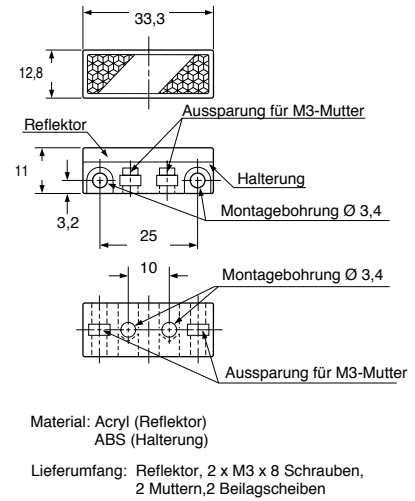 33,3
12,8
Aussparung für M3-Mutter
Reflektor
11
Halterung
3,2
Montagebohrung Ø 3,4
25
10
Montagebohrung Ø 3,4
Aussparung für M3-Mutter
Material: Acryl (Reflektor)
ABS (Halterung)
Lieferumfang: Reflektor, 2 x M3 x 8 Schrauben,
2 Muttern,2 Beilagscheiben